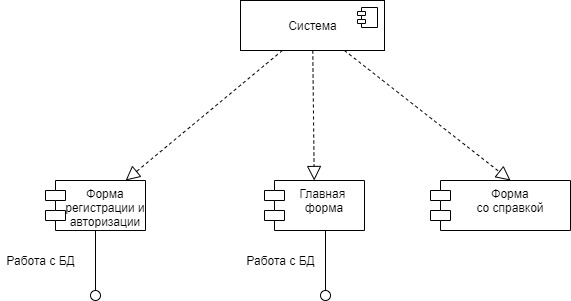 Система
Форма
регистрации и
авторизации
Главная
форма
Форма
со справкой
Работа с БД
Работа с БД